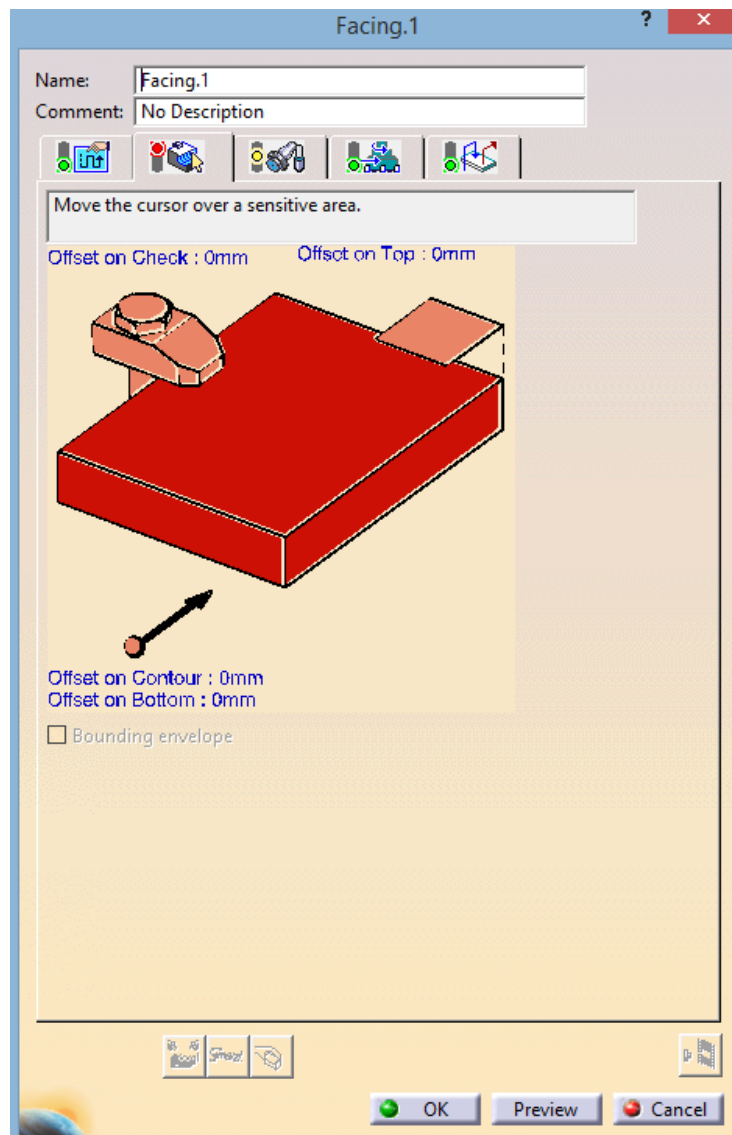 Facing.1
?
Name: Facing.1
Comment: No Description
Move the cursor over a sensitive area.
Offset on Check : 0mm Offset on Top : 0mm
Offset on Contour : 0mm
Offset on Bottom : 0mm
Bounding envelope
OK Preview Cancel